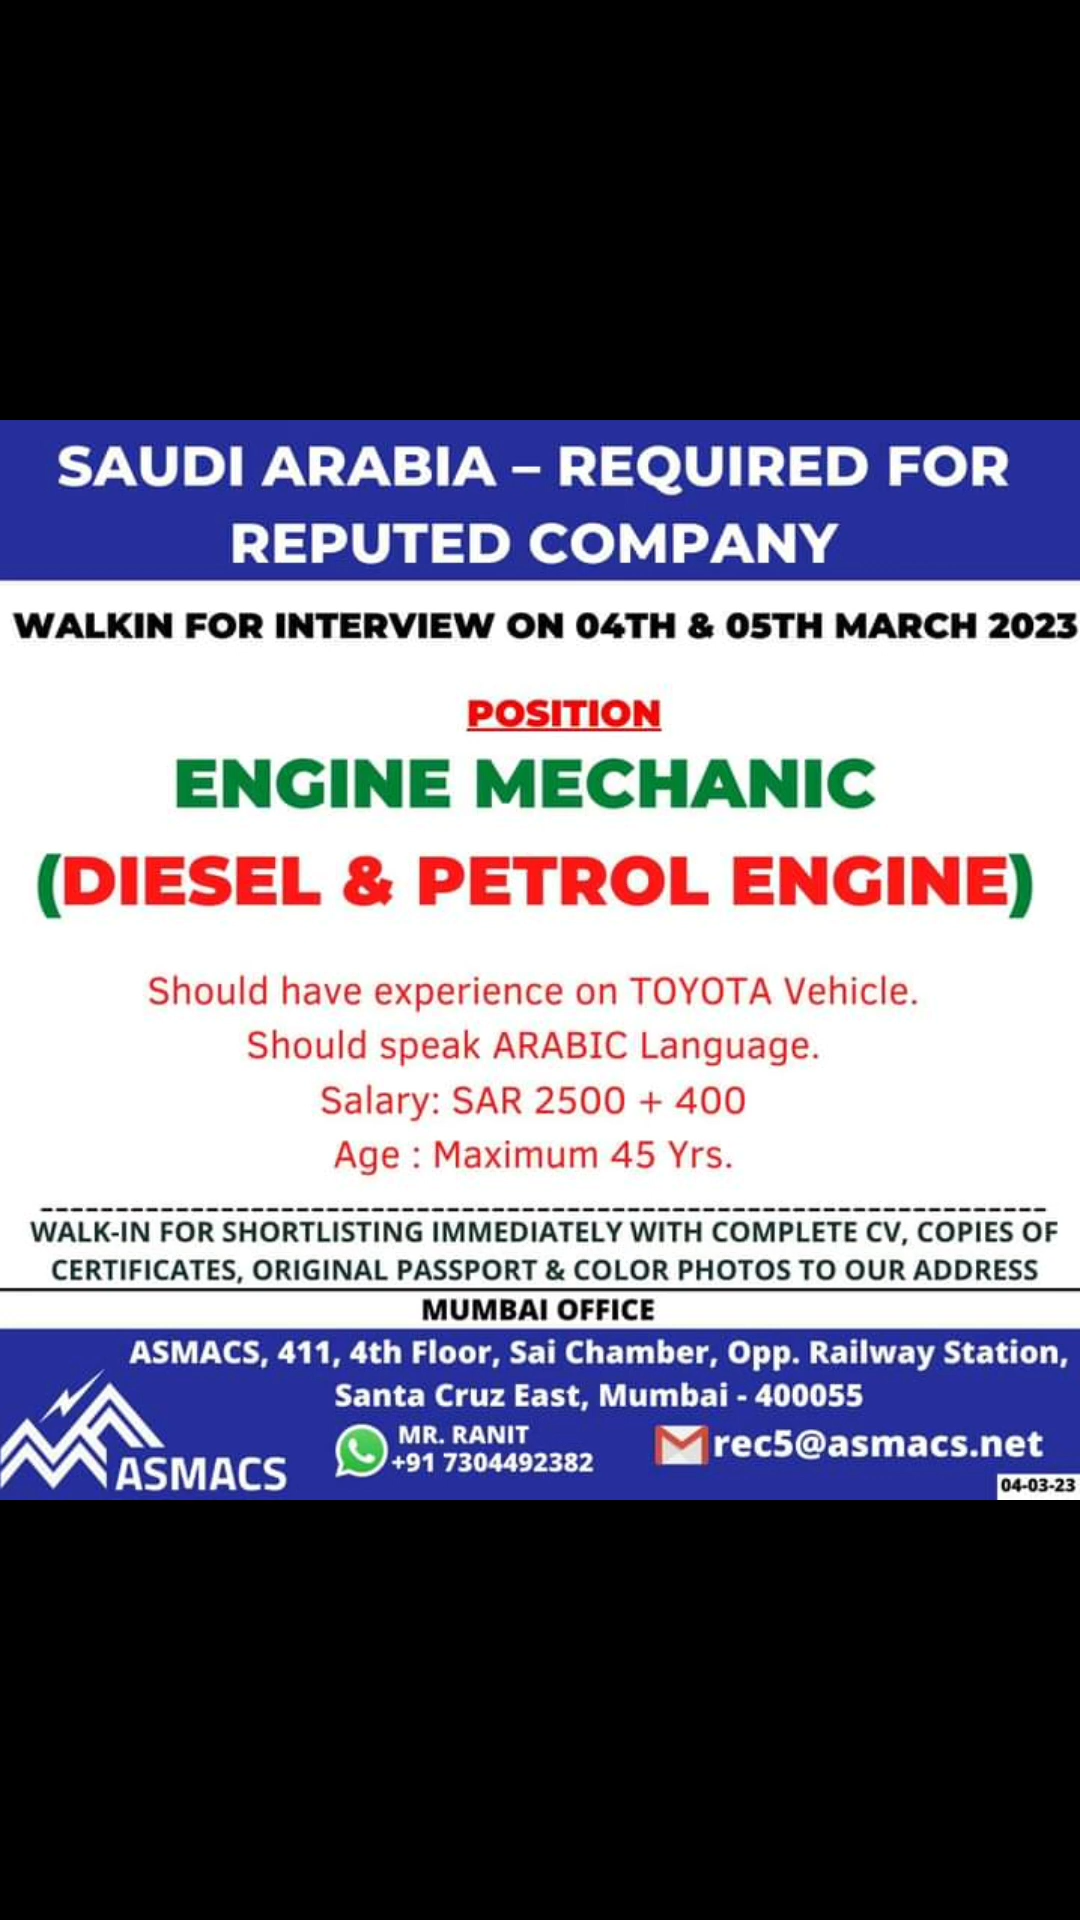 SAUDI ARABIA – REQUIRED FOR
REPUTED COMPANY
WALKIN FOR INTERVIEW ON 04TH & 05TH MARCH 2023
POSITION
ENGINE MECHANIC
(DIESEL & PETROL ENGINE)
Should have experience on TOYOTA Vehicle.
Should speak ARABIC Language.
Salary: SAR 2500 + 400
Age : Maximum 45 Yrs.
WALK-IN FOR SHORTLISTING IMMEDIATELY WITH COMPLETE CV, COPIES OF
CERTIFICATES, ORIGINAL PASSPORT & COLOR PHOTOS TO OUR ADDRESS
MUMBAI OFFICE
ASMACS, 411, 4th Floor, Sai Chamber, Opp. Railway Station,
Santa Cruz East, Mumbai - 400055
MR. RANIT
+91 7304492382
rec5@asmacs.net
ASMACS
04-03-23